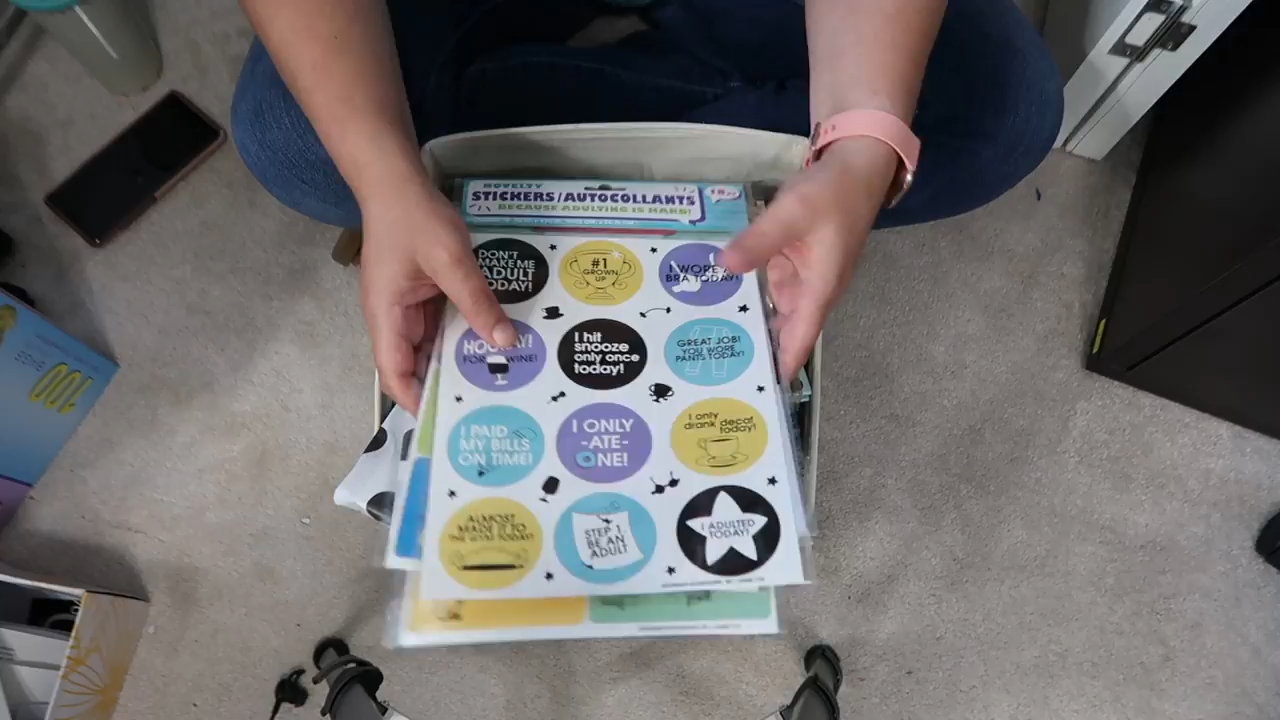 NOVELTY
STICKERS/AUTOCOLLANTS
BECAUSE ADULTING IS HARD!
DON'T
MAKE ME
ADULT
TODAY!
#1
GROWN
UP
I WORE A
BRA TODAY!
HOORAY!
FOR WINE!
I hit
snooze
only once
today!
GREAT JOB!
YOU WORE
PANTS TODAY!
I PAID
MY BILLS
ON TIME!
I ONLY
-ATE-
ONE!
I only
drank decaf
today!
ALMOST
MADE IT TO
THE GYM TODAY!
STEP 1.
BE AN
ADULT
I ADULTED
TODAY!
100